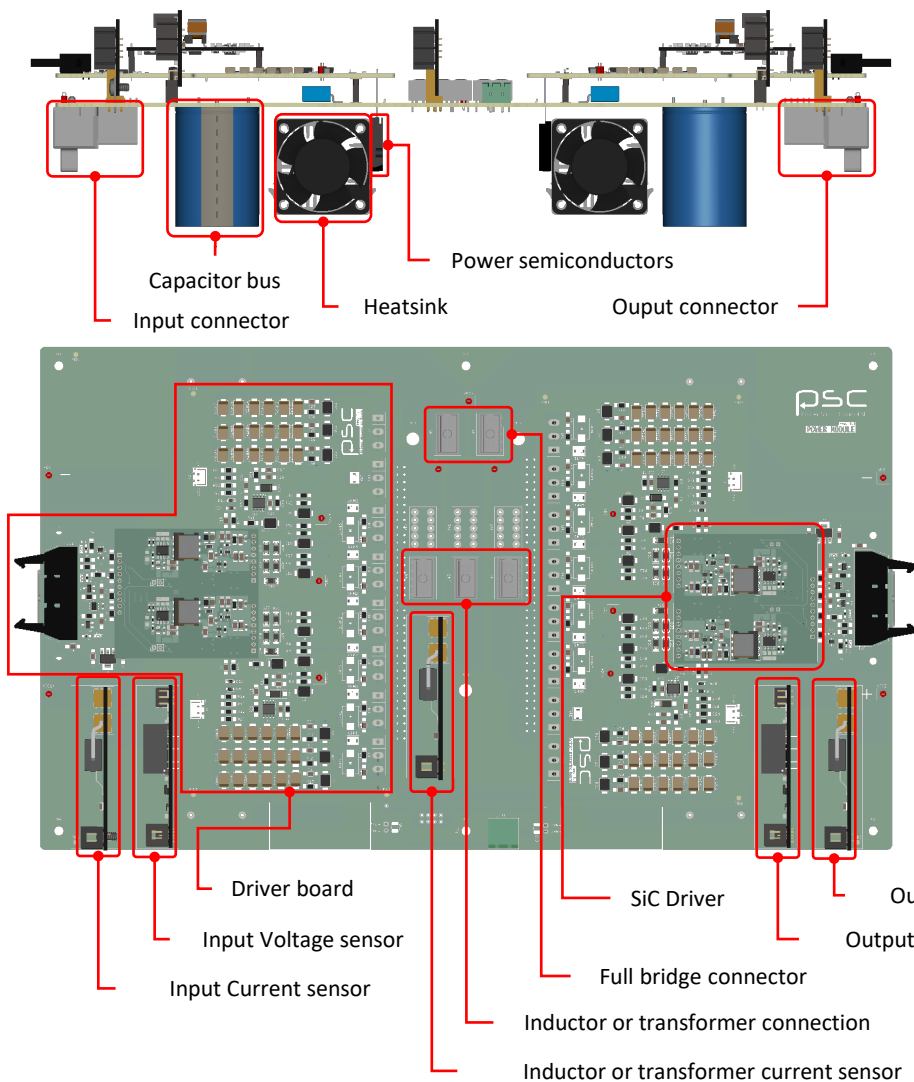 Power semiconductors
Capacitor bus
Heatsink
Ouput connector
Input connector
psc
POWER MODULE
psc
psc
Driver board
SiC Driver
Ou
Input Voltage sensor
Output
Full bridge connector
Input Current sensor
Inductor or transformer connection
Inductor or transformer current sensor